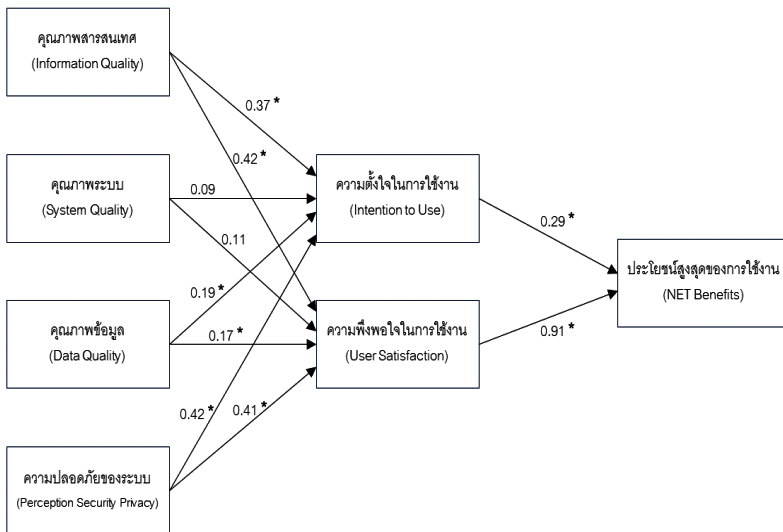 คุณภาพสารสนเทศ
(Information Quality)
0.37 *
0.42 *
คุณภาพระบบ
(System Quality)
0.09
0.11
ความตั้งใจในการใช้งาน
(Intention to Use)
0.29 *
ประโยชน์สูงสุดของการใช้งาน
(NET Benefits)
0.19 *
0.17 *
คุณภาพข้อมูล
(Data Quality)
ความพึงพอใจในการใช้งาน
(User Satisfaction)
0.91 *
0.42 *
0.41 *
ความปลอดภัยของระบบ
(Perception Security Privacy)